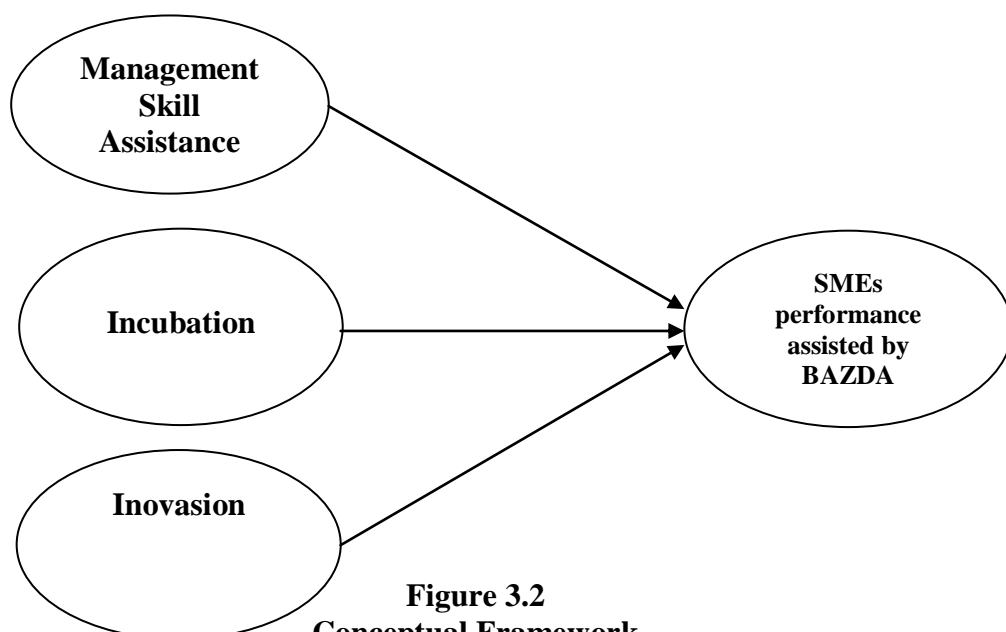 Management
Skill
Assistance
Incubation
Inovasion
SMEs
performance
assisted by
BAZDA
Figure 3.2
Conceptual Framework